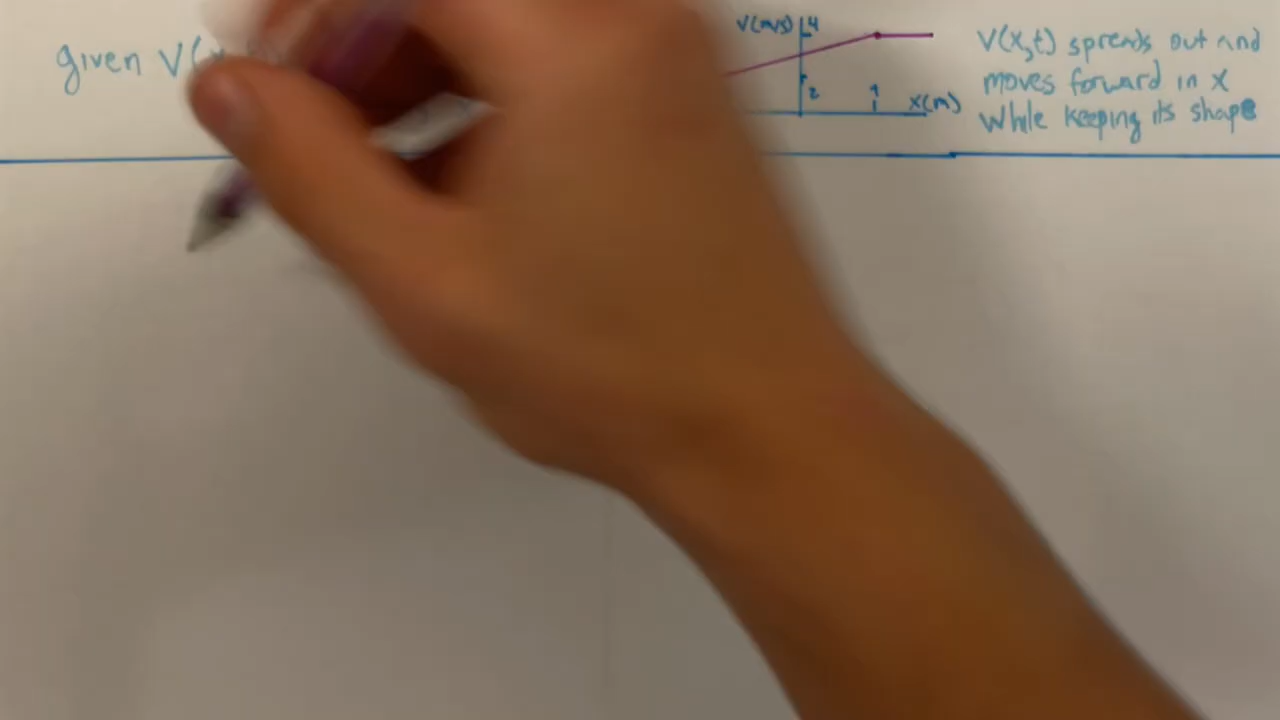 given V(
V(m/s) 4
2
1
X(m)
V(x,t) spreads out and
moves forward in X
While keeping its shape